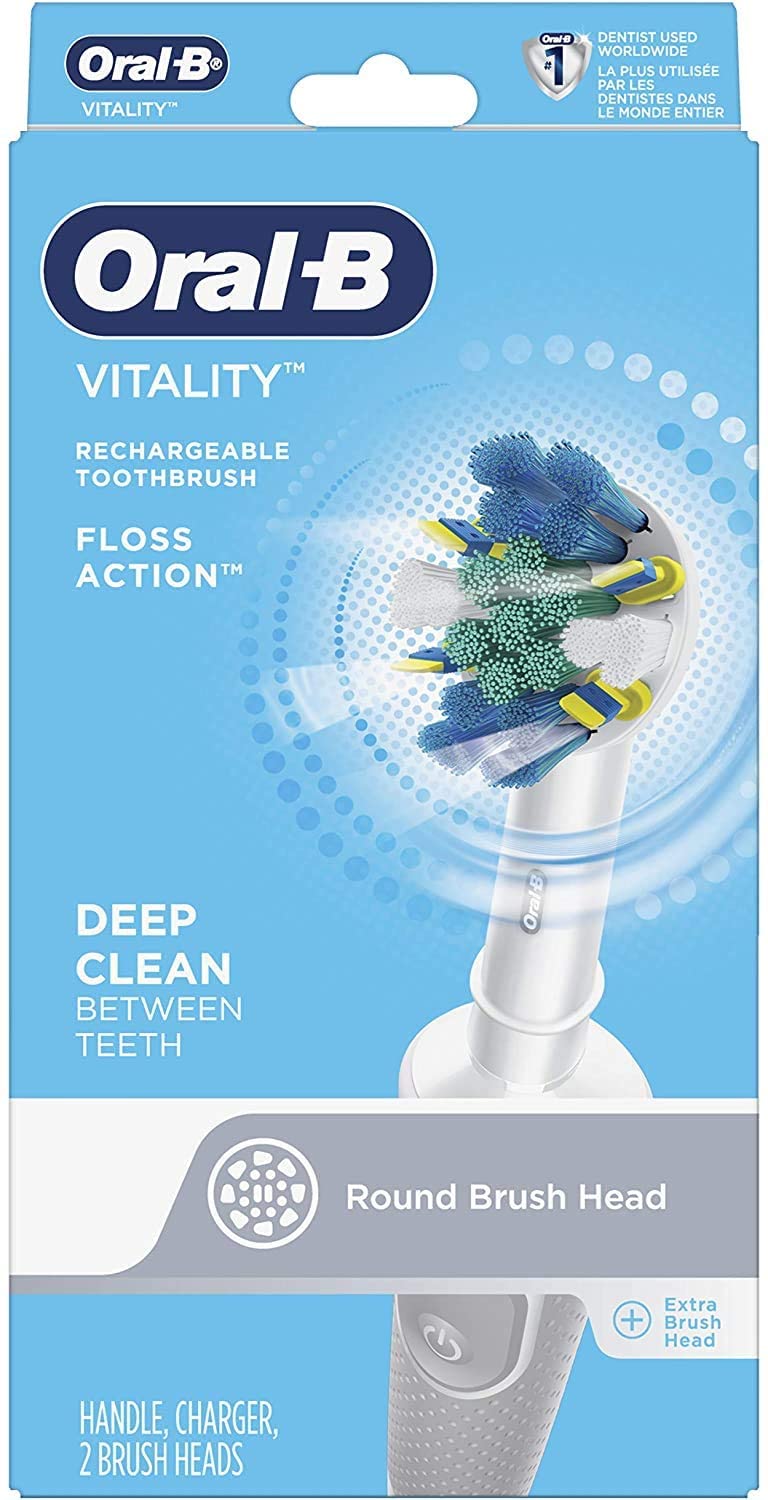 Oral-B®
VITALITY™
Oral-B
#1
DENTIST USED
WORLDWIDE
LA PLUS UTILISÉE
PAR LES
DENTISTES DANS
LE MONDE ENTIER
Oral-B
VITALITY™
RECHARGEABLE
TOOTHBRUSH
FLOSS
ACTION™
Oral-B
DEEP
CLEAN
BETWEEN
TEETH
Round Brush Head
+ Extra
Brush
Head
HANDLE, CHARGER,
2 BRUSH HEADS